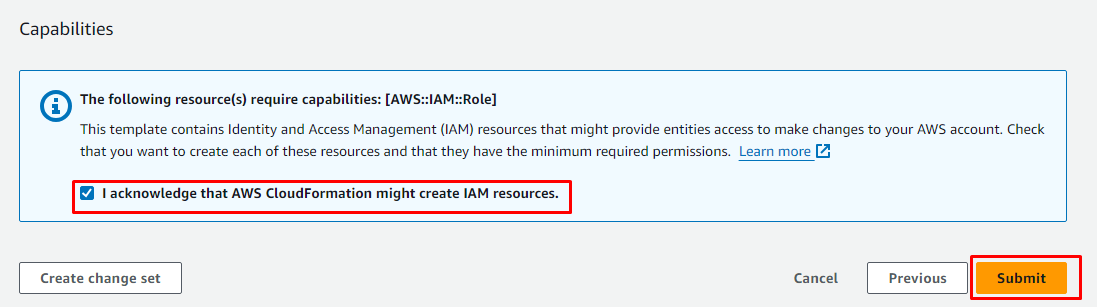 Capabilities
The following resource(s) require capabilities: [AWS::IAM::Role]
This template contains Identity and Access Management (IAM) resources that might provide entities access to make changes to your AWS account. Check
that you want to create each of these resources and that they have the minimum required permissions. Learn more
I acknowledge that AWS CloudFormation might create IAM resources.
Create change set
Cancel
Previous
Submit